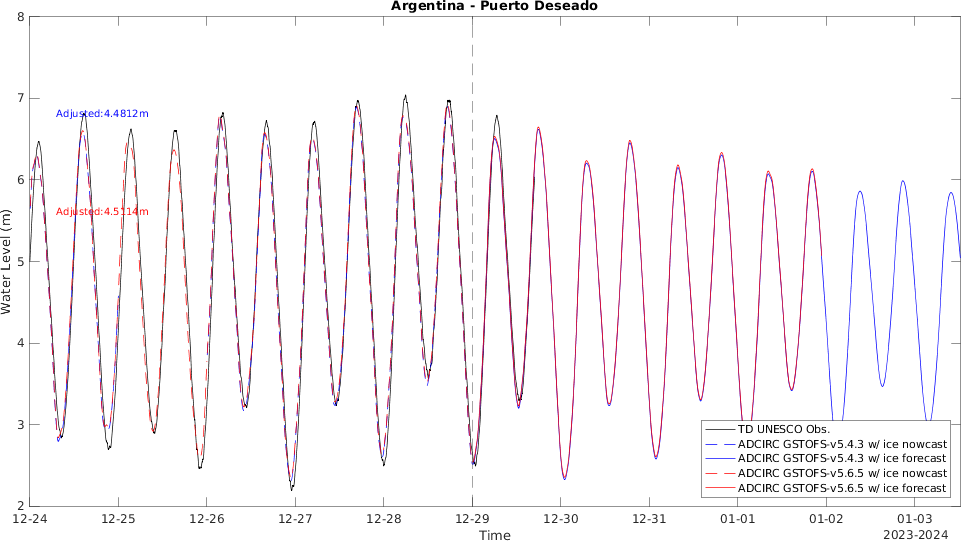 Argentina - Puerto Deseado
8
7
6
5
4
3
2
Water Level (m)
Adjusted:4.4812m
Adjusted:4.5114m
TD UNESCO Obs.
ADCIRC GSTOFS-v5.4.3 w/ ice nowcast
ADCIRC GSTOFS-v5.4.3 w/ ice forecast
ADCIRC GSTOFS-v5.6.5 w/ ice nowcast
ADCIRC GSTOFS-v5.6.5 w/ ice forecast
12-24 12-25 12-26 12-27 12-28 12-29 12-30 12-31 01-01 01-02 01-03
Time
2023-2024